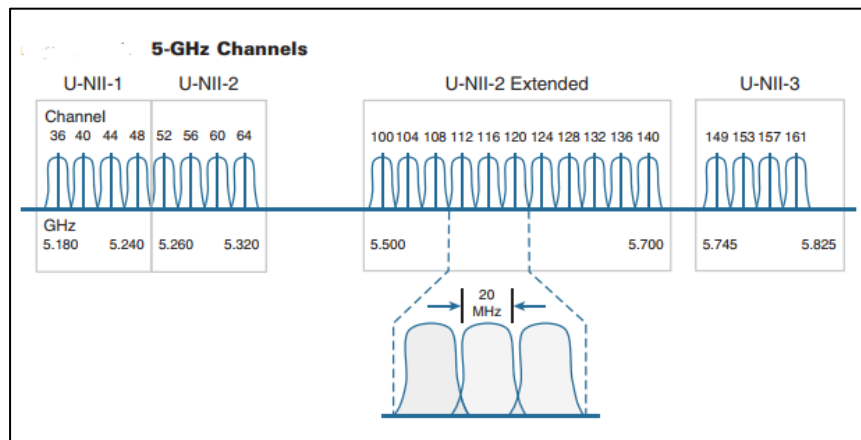 5-GHz Channels
U-NII-1 U-NII-2 U-NII-2 Extended U-NII-3
Channel
36 40 44 48 52 56 60 64 100 104 108 112 116 120 124 128 132 136 140 149 153 157 161
GHz
5.180 5.240 5.260 5.320 5.500 5.700 5.745 5.825
20
MHz